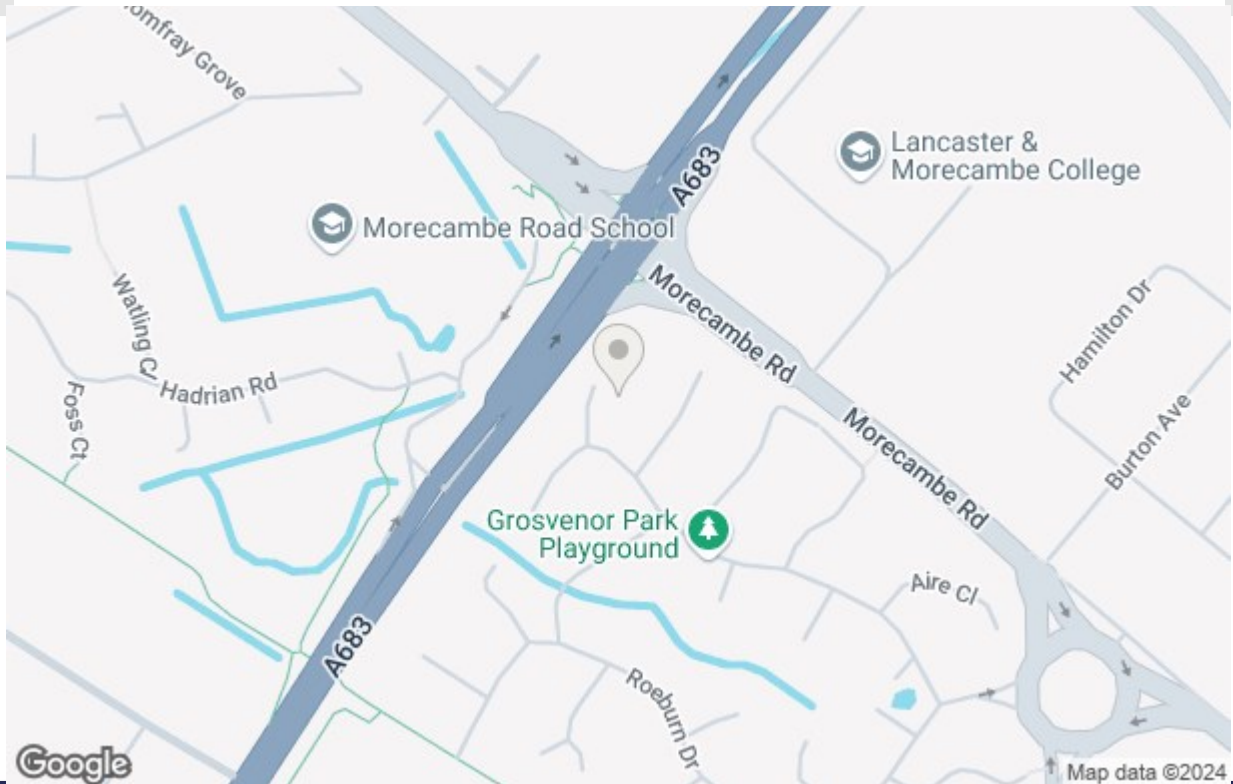 omfray Grove
A683
Lancaster &
Morecambe College
Morecambe Road School
Morecambe Rd
Hamilton Dr
Watling C
Hadrian Rd
Foss Ct
Morecambe Rd
Burton Ave
Grosvenor Park
Playground
Aire Cl
A683
Roeburn Dr
Google
Map data ©2024